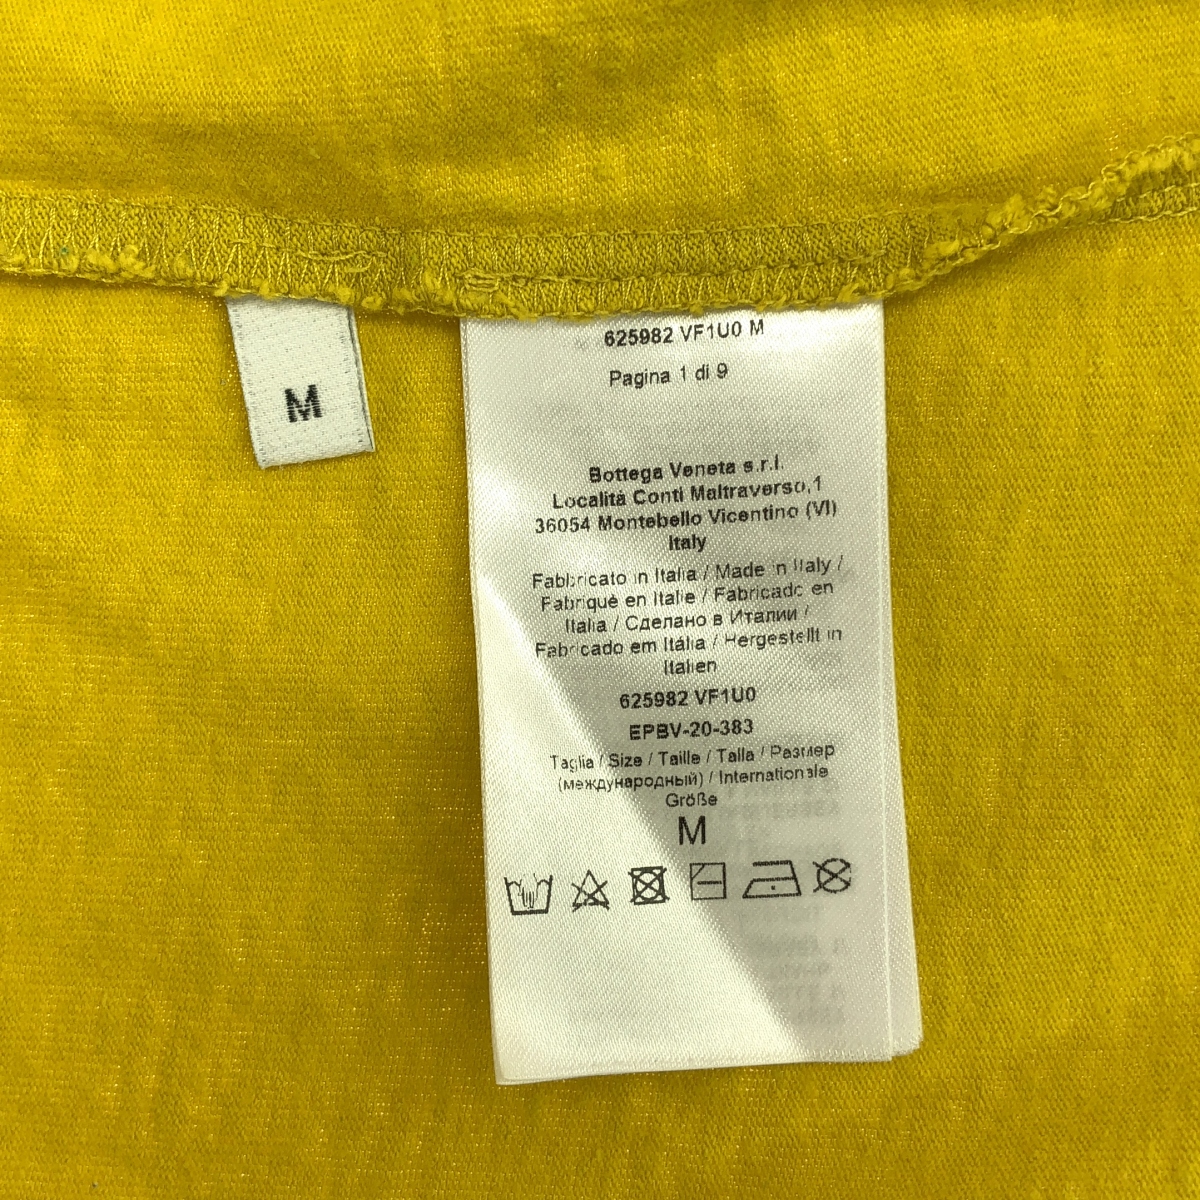 M
625982 VF1U0 M
Pagina 1 di 9
Bottega Veneta s.r.l.
Località Conti Maltraverso,1
36054 Montebello Vicentino (VI)
Italy
Fabbricato in Italia / Made in Italy /
Fabriqué en Italie / Fabricado en
Italia / Сделано в Италии /
Fabricado em Itália / Hergestellt in
Italien
625982 VF1U0
EPBV-20-383
Taglia / Size / Taille / Talla / Размер
(международный) / Internationale
Größe
M